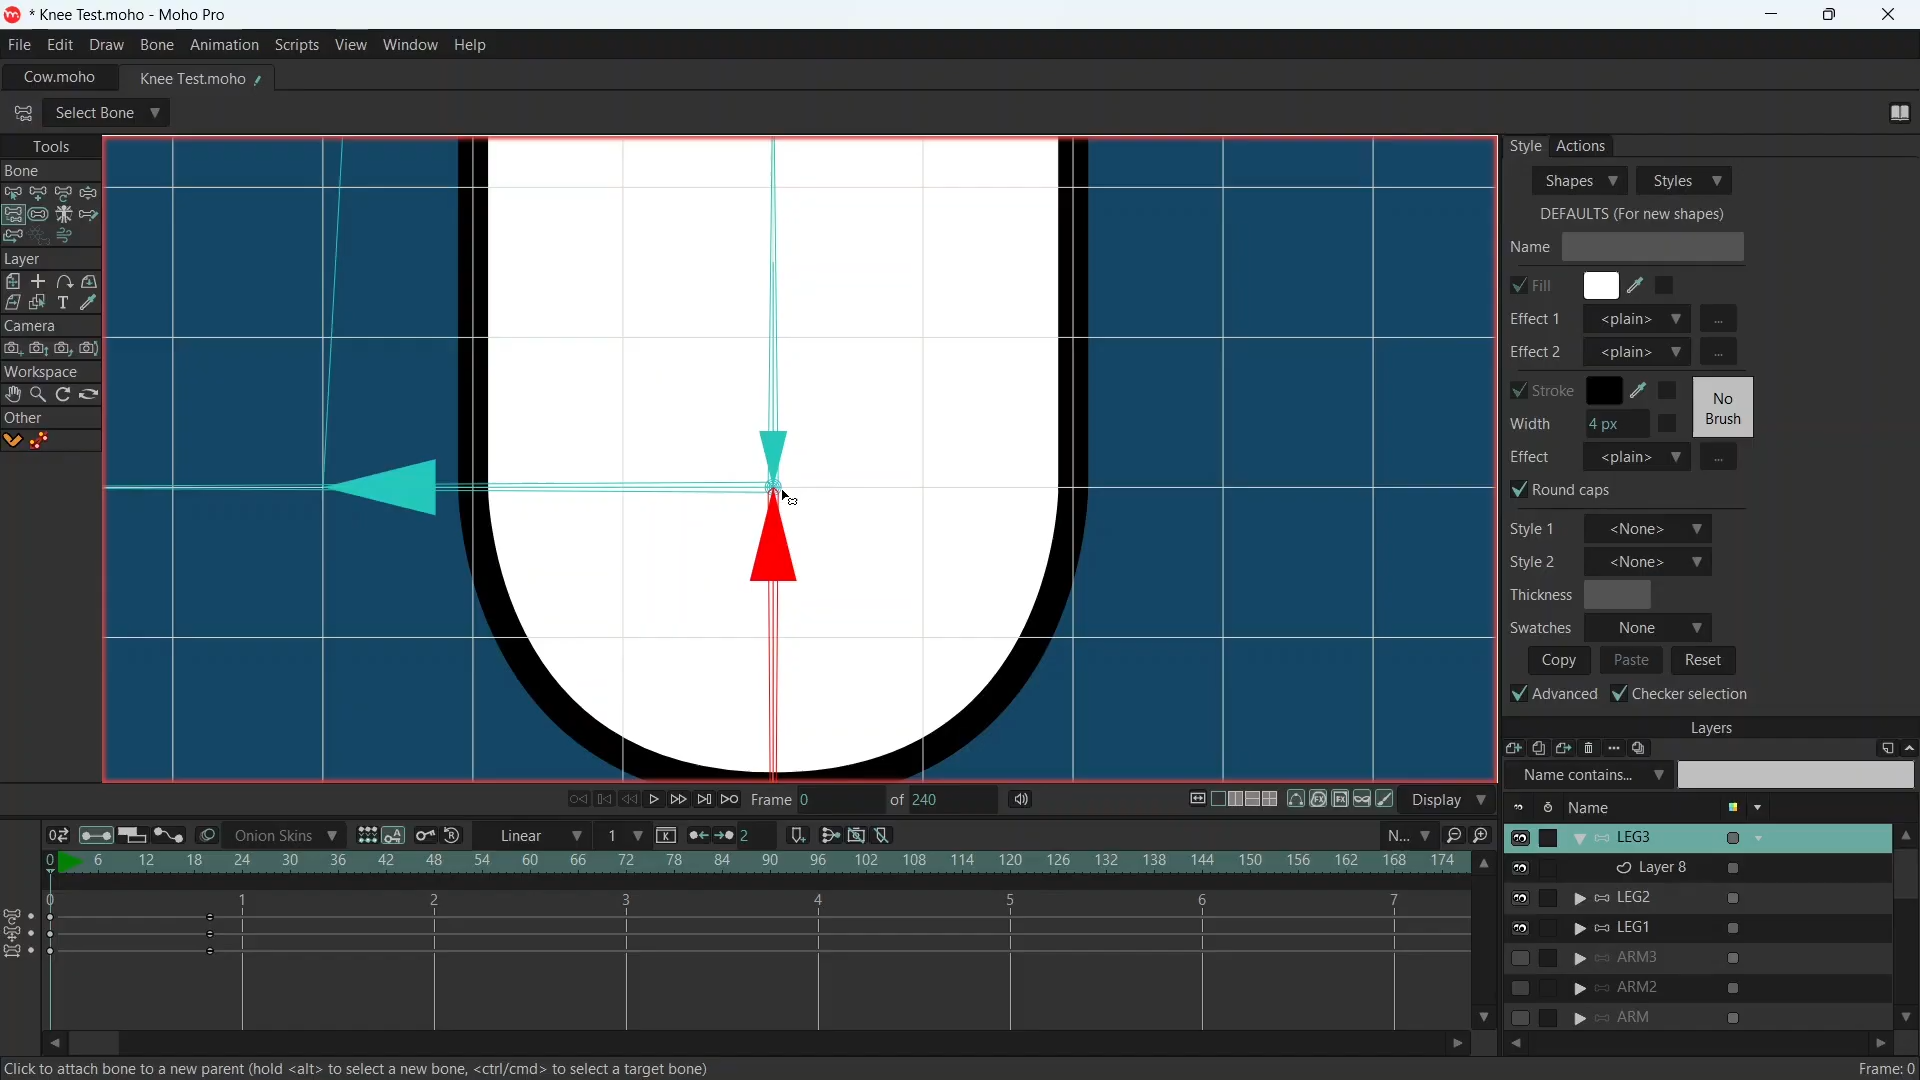 * Knee Test.moho - Moho Pro
File Edit Draw Bone Animation Scripts View Window Help
Cow.moho Knee Test.moho
Select Bone
Tools
Bone
Layer
T
Camera
Workspace
Other
Style Actions
Shapes Styles
DEFAULTS (For new shapes)
Name
Fill
Effect 1 <plain> ...
Effect 2 <plain> ...
Stroke
No Brush
Width 4 px
Effect <plain> ...
Round caps
Style 1 <None>
Style 2 <None>
Thickness
Swatches None
Copy Paste Reset
Advanced Checker selection
Layers
Name contains...
Name
LEG3
Layer 8
LEG2
LEG1
ARM3
ARM2
ARM
Frame 0 of 240 Display
Onion Skins Linear 1 2 N...
0 6 12 18 24 30 36 42 48 54 60 66 72 78 84 90 96 102 108 114 120 126 132 138 144 150 156 162 168 174
0 1 2 3 4 5 6 7
Click to attach bone to a new parent (hold <alt> to select a new bone, <ctrl/cmd> to select a target bone) Frame: 0